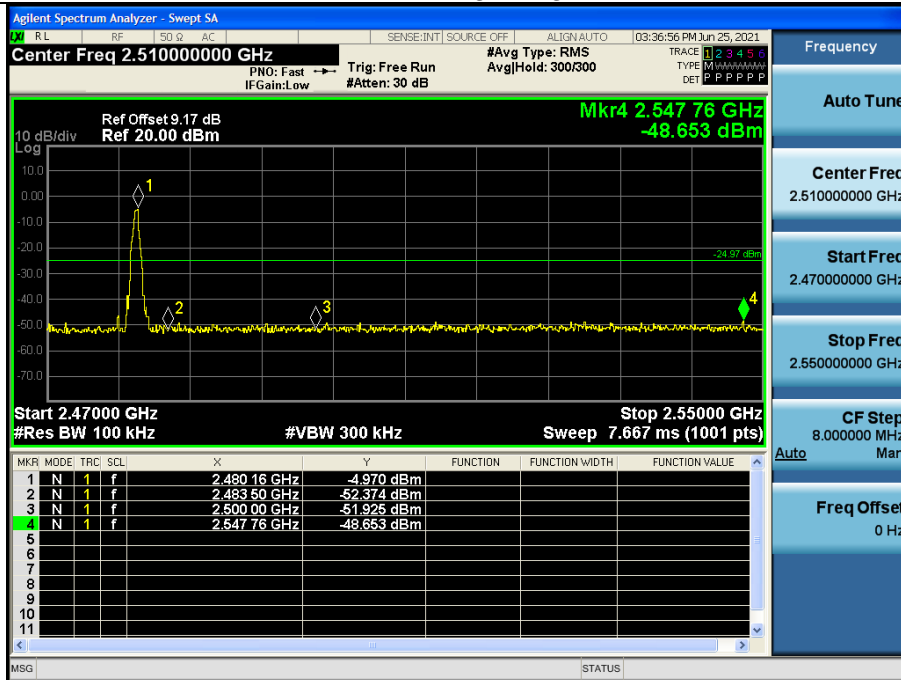 Agilent Spectrum Analyzer - Swept SA
LXI RL RF 50 Ω AC SENSE:INT SOURCE OFF ALIGN AUTO 03:36:56 PM Jun 25, 2021
Center Freq 2.510000000 GHz #Avg Type: RMS TRACE 1 2 3 4 5 6
PNO: Fast Trig: Free Run Avg|Hold: 300/300 TYPE M WWWWW
IFGain:Low #Atten: 30 dB DET P P P P P P
Mkr4 2.547 76 GHz
Ref Offset 9.17 dB
10 dB/div Ref 20.00 dBm -48.653 dBm
Log
10.0
1
0.00
-10.0
-20.0
-24.97 dBm
-30.0
-40.0
2 3 4
-50.0
-60.0
-70.0
Start 2.47000 GHz Stop 2.55000 GHz
#Res BW 100 kHz #VBW 300 kHz Sweep 7.667 ms (1001 pts)
MKR MODE TRC SCL X Y FUNCTION FUNCTION WIDTH FUNCTION VALUE
1 N 1 f 2.480 16 GHz -4.970 dBm
2 N 1 f 2.483 50 GHz -52.374 dBm
3 N 1 f 2.500 00 GHz -51.925 dBm
4 N 1 f 2.547 76 GHz -48.653 dBm
5
6
7
8
9
10
11
MSG STATUS
Frequency
Auto Tune
Center Freq
2.510000000 GHz
Start Freq
2.470000000 GHz
Stop Freq
2.550000000 GHz
CF Step
8.000000 MHz
Auto Man
Freq Offset
0 Hz